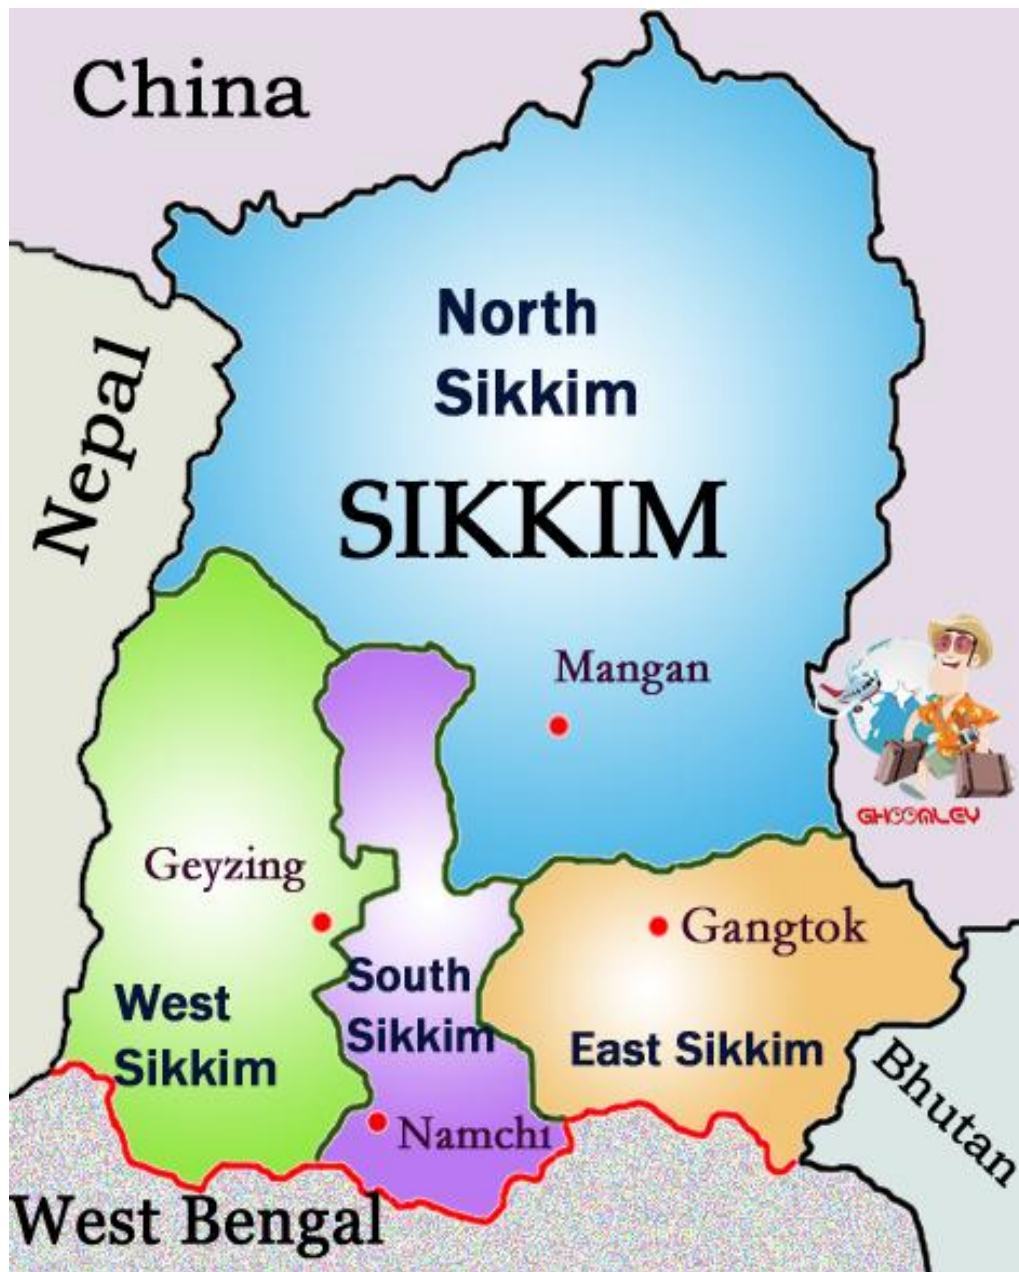 China
Nepal
North
Sikkim
SIKKIM
Mangan
GHOOMLEY
Geyzing
Gangtok
West
Sikkim
South
Sikkim
East Sikkim
Bhutan
Namchi
West Bengal